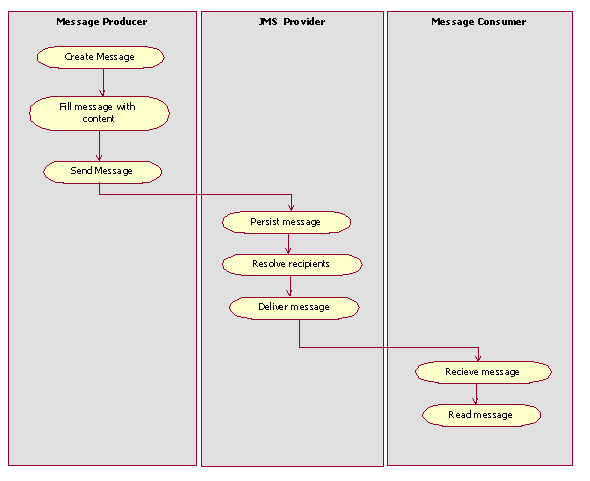 Message Producer
JMS Provider
Message Consumer
Create Message
Fill message with
content
Send Message
Persist message
Resolve recipients
Deliver message
Recieve message
Read message